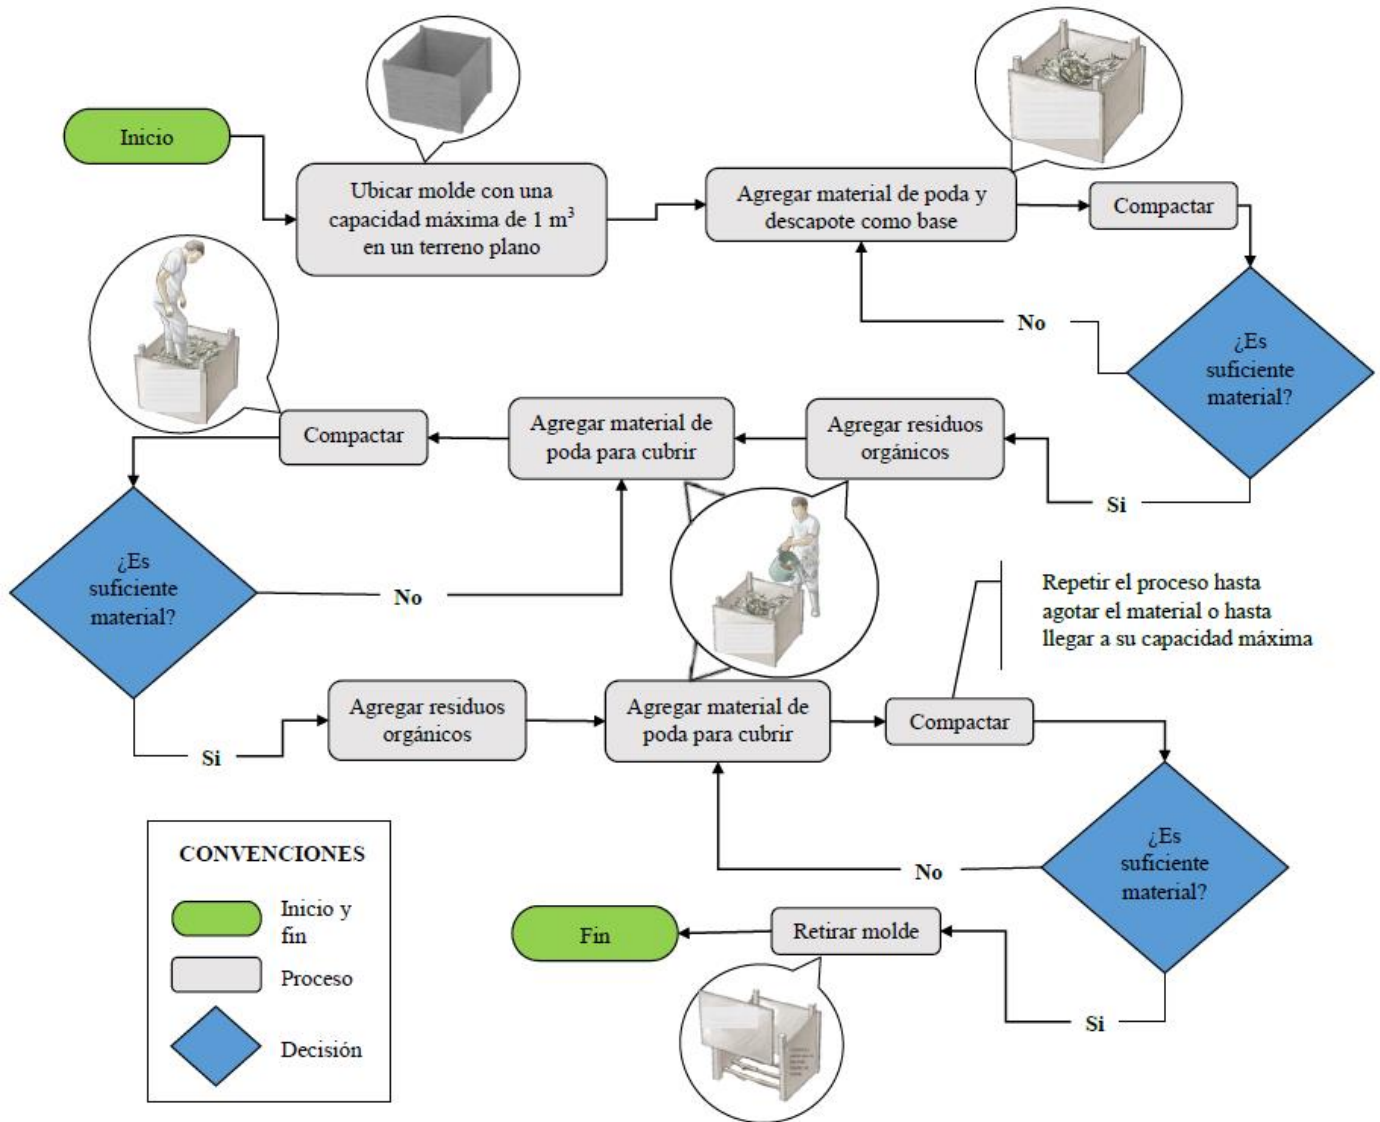 Inicio
Ubicar molde con una
capacidad máxima de 1 m³
en un terreno plano
Agregar material de poda y
descapote como base
Compactar
¿Es
suficiente
material?
No
Si
Agregar residuos
orgánicos
Agregar material de
poda para cubrir
Compactar
¿Es
suficiente
material?
No
Si
Agregar residuos
orgánicos
Agregar material de
poda para cubrir
Compactar
Repetir el proceso hasta
agotar el material o hasta
llegar a su capacidad máxima
¿Es
suficiente
material?
No
Si
Retirar molde
Fin
CONVENCIONES
Inicio y
fin
Proceso
Decisión